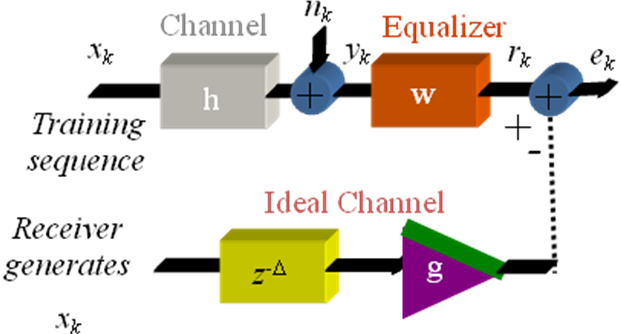 Channel
n_k
Equalizer
x_k
y_k
r_k
e_k
h
+
w
+
Training
sequence
+
-
Ideal Channel
Receiver
generates
z^-Δ
g
x_k